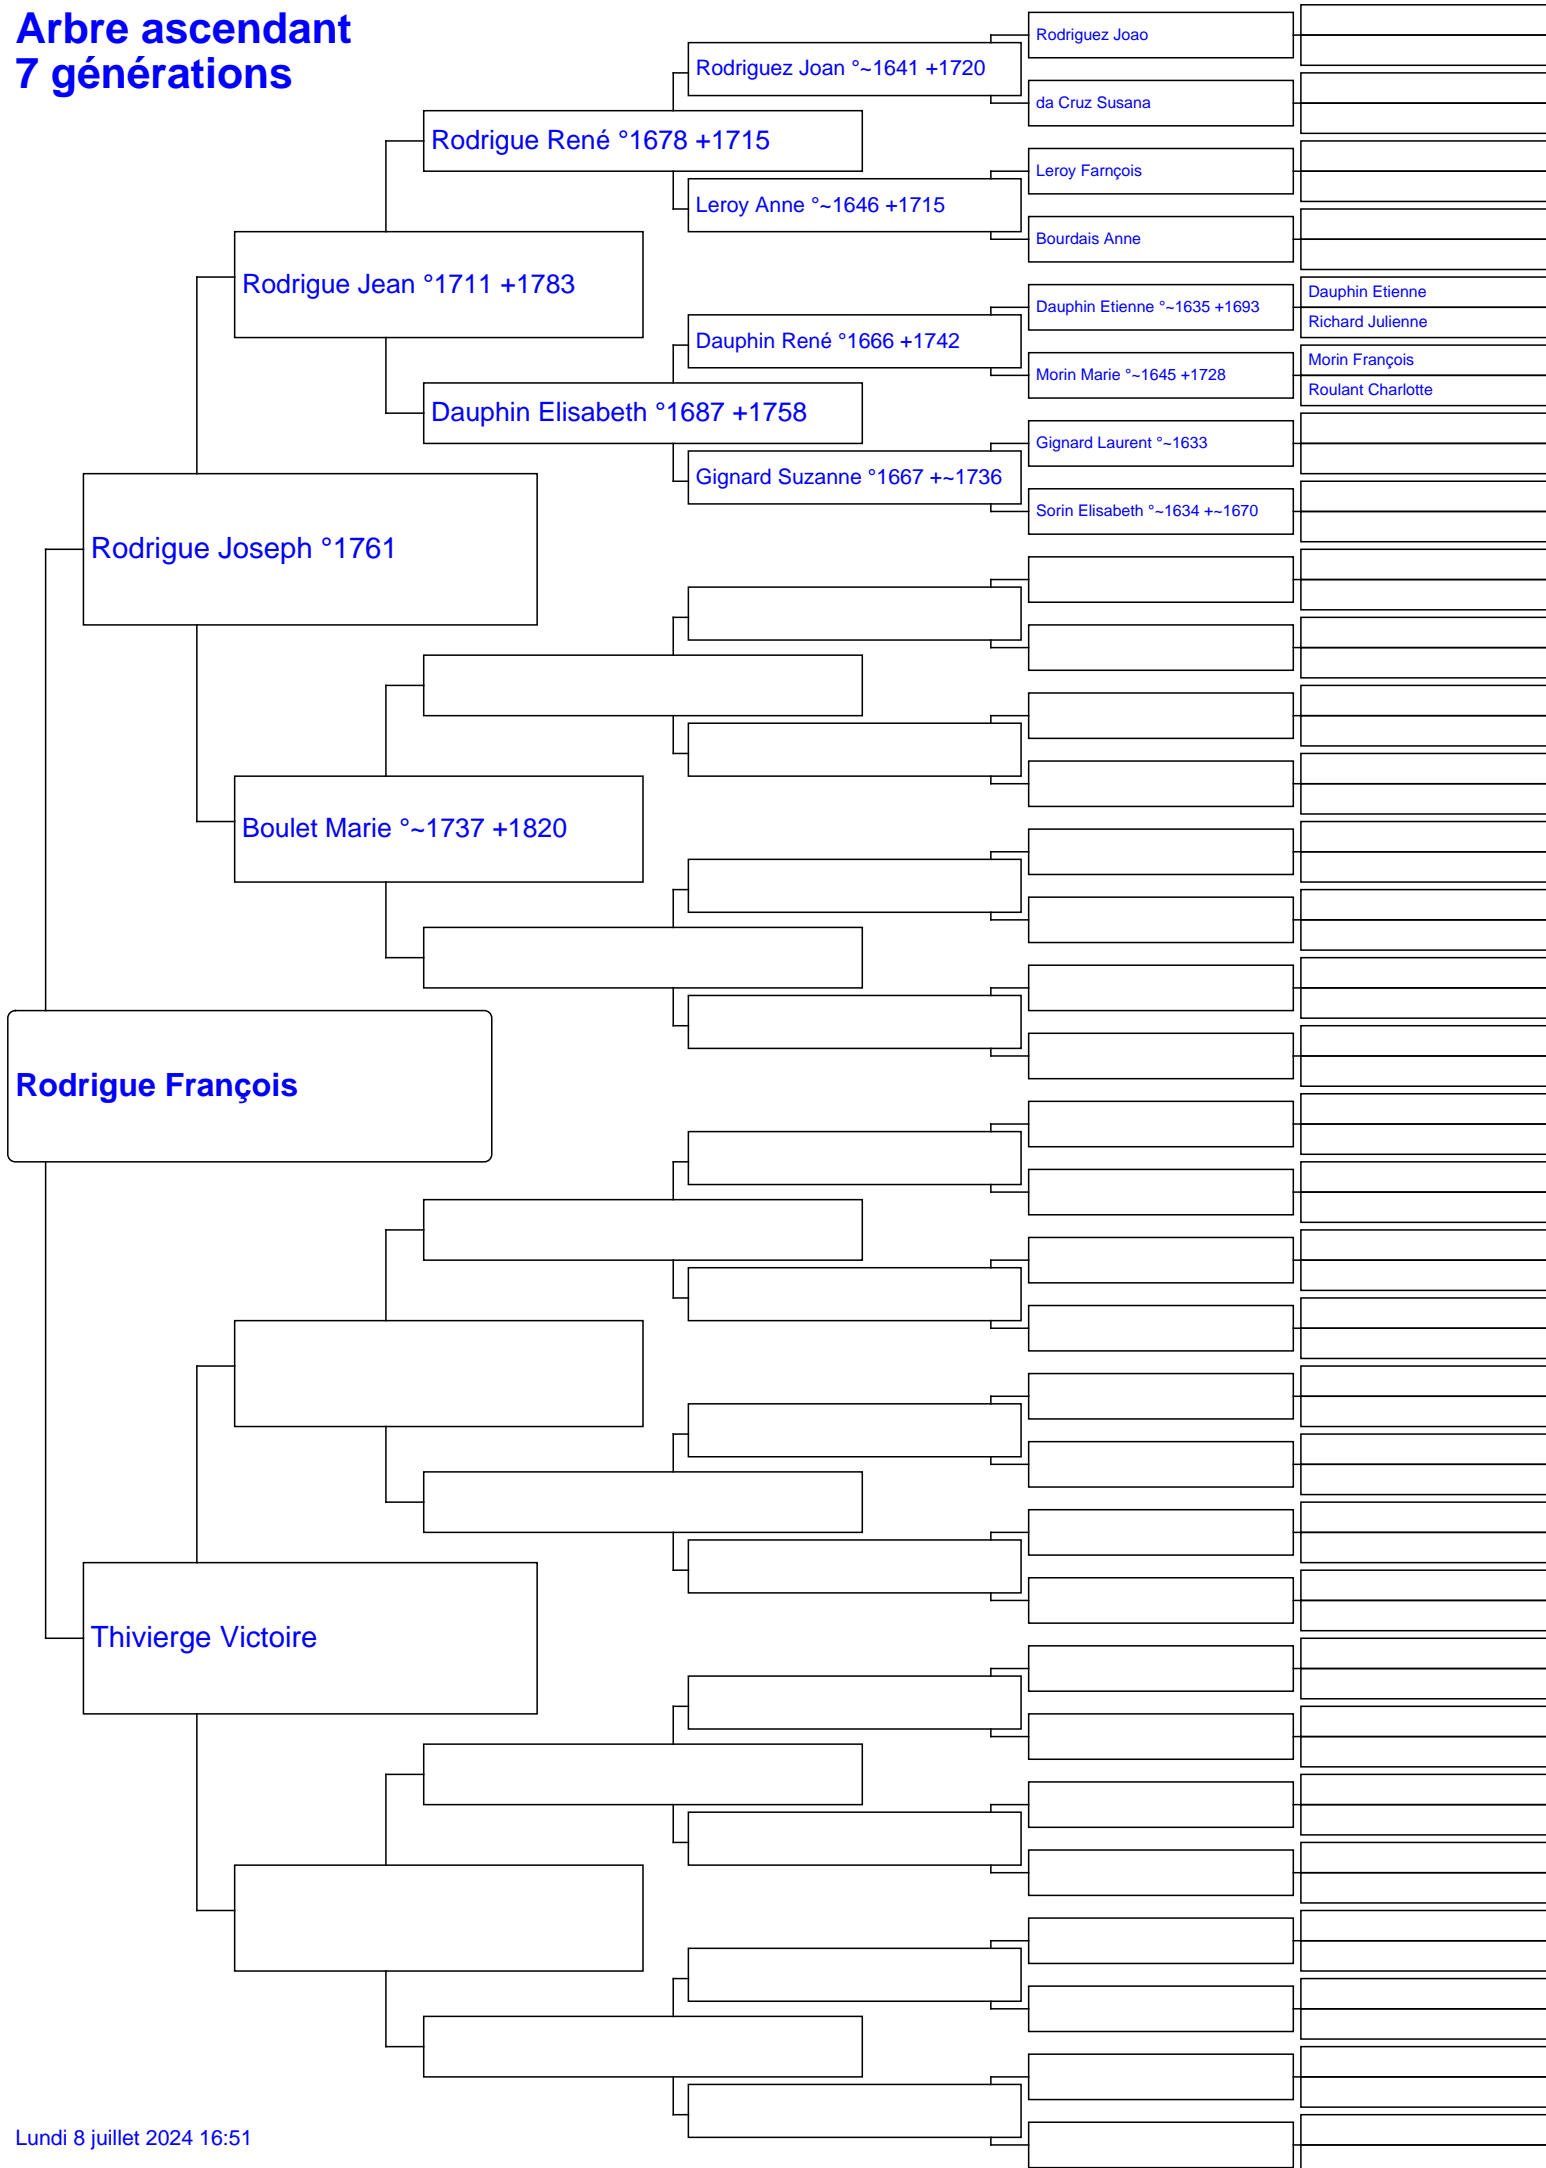 Arbre ascendant
7 générations
Rodriguez Joao
Rodriguez Joan °~1641 +1720
da Cruz Susana
Rodrigue René °1678 +1715
Leroy Farnçois
Leroy Anne °~1646 +1715
Bourdais Anne
Rodrigue Jean °1711 +1783
Dauphin Etienne
Dauphin Etienne °~1635 +1693
Richard Julienne
Dauphin René °1666 +1742
Morin François
Morin Marie °~1645 +1728
Roulant Charlotte
Dauphin Elisabeth °1687 +1758
Gignard Laurent °~1633
Gignard Suzanne °1667 +~1736
Sorin Elisabeth °~1634 +~1670
Rodrigue Joseph °1761
Boulet Marie °~1737 +1820
Rodrigue François
Thivierge Victoire
Lundi 8 juillet 2024 16:51